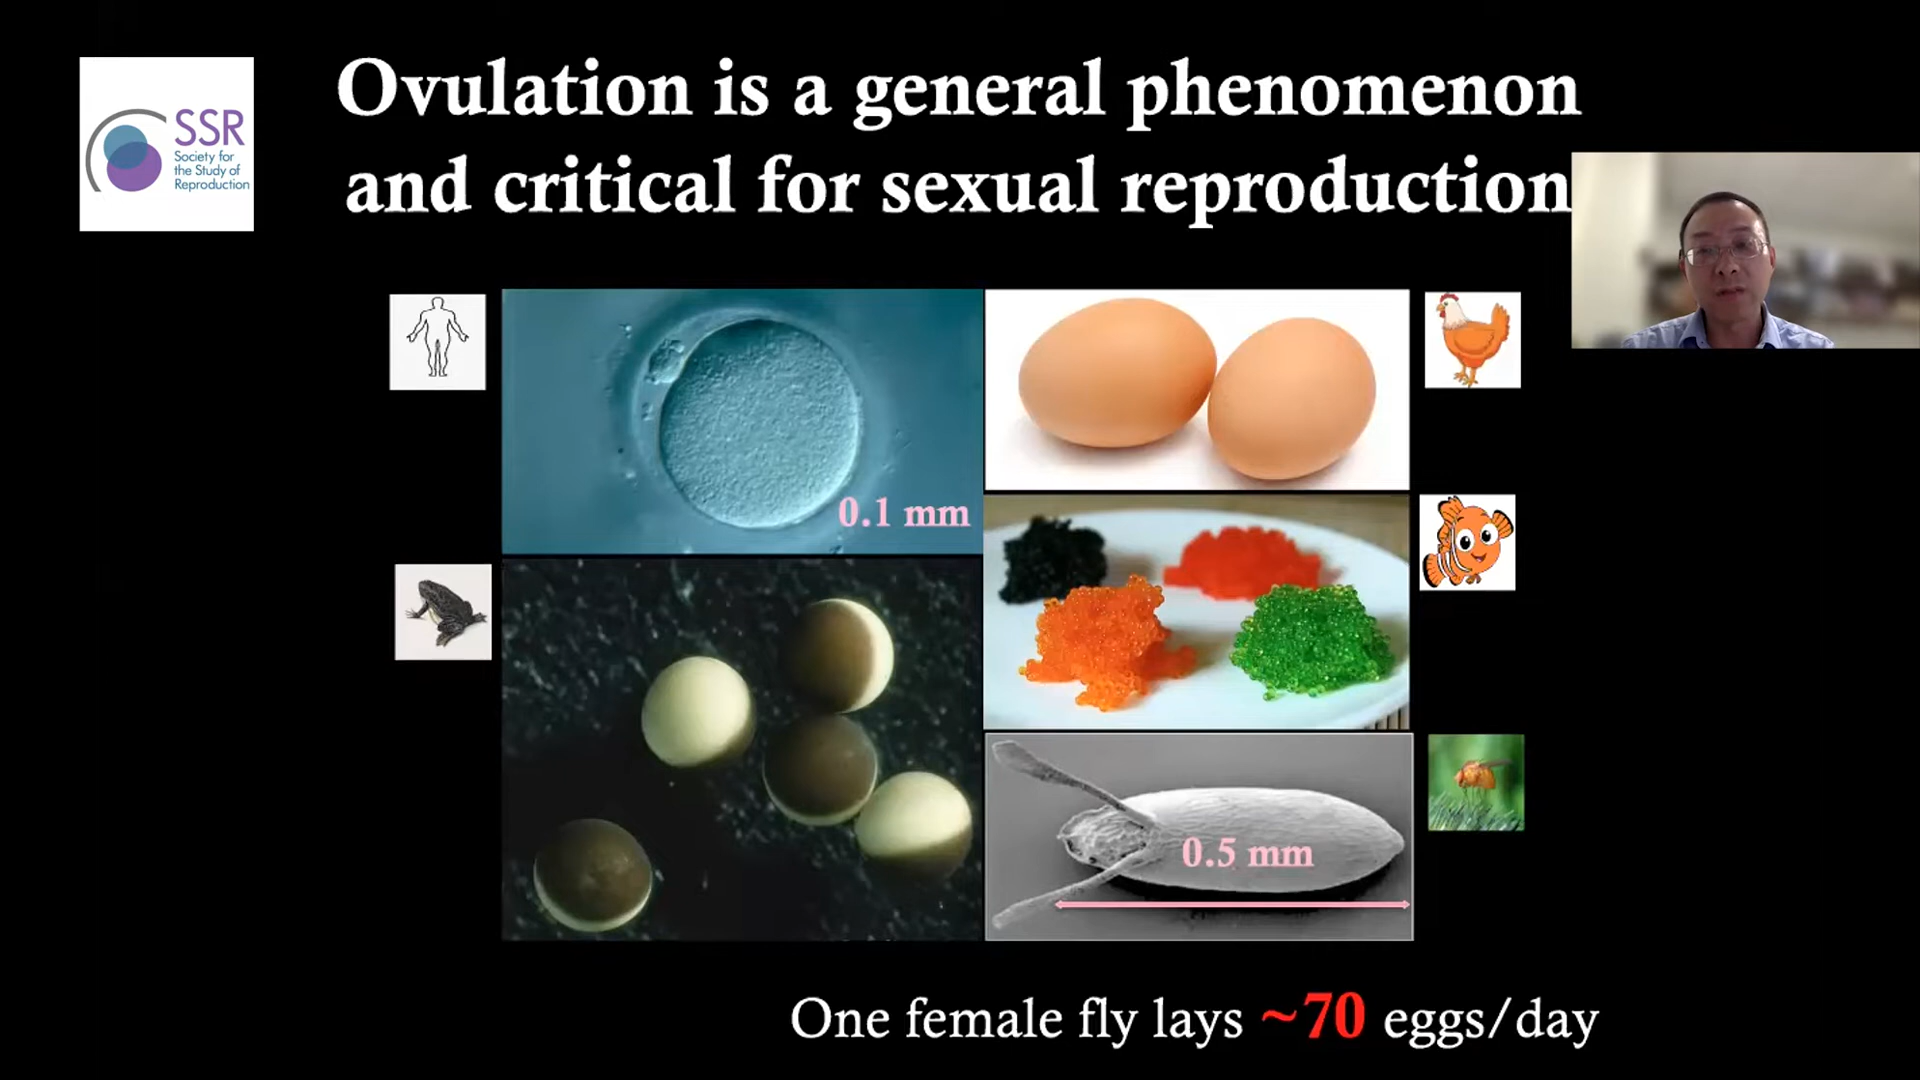 Ovulation is a general phenomenon
and critical for sexual reproduction
SSR
Society for
the Study of
Reproduction
0.1 mm
0.5 mm
One female fly lays ~70 eggs/day